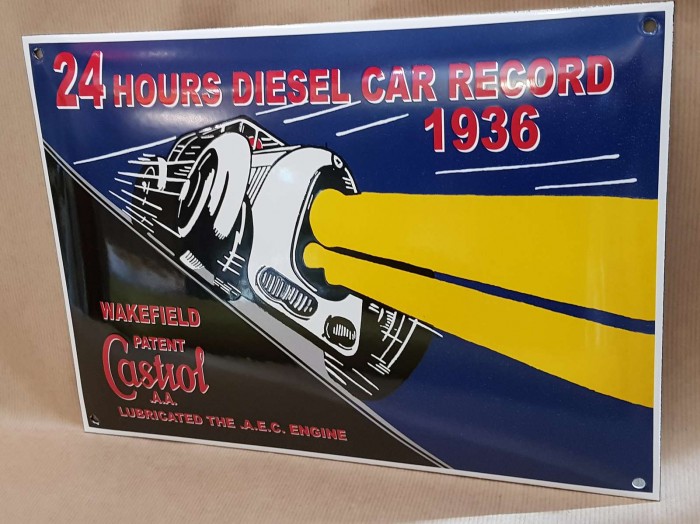 24 HOURS DIESEL CAR RECORD
1936
WAKEFIELD
PATENT
Castrol
A.A.
LUBRICATED THE A.E.C. ENGINE